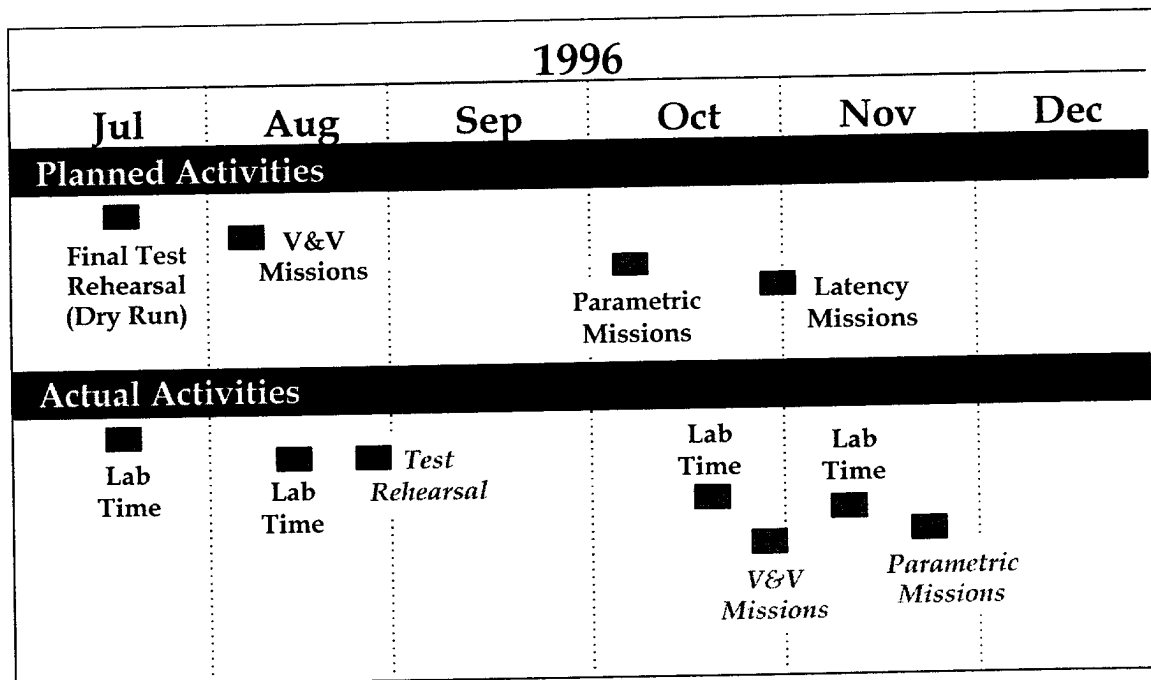 1996
Jul Aug Sep Oct Nov Dec
Planned Activities
Final Test
Rehearsal
(Dry Run)
V&V
Missions
Parametric
Missions
Latency
Missions
Actual Activities
Lab
Time
Lab
Time
Test
Rehearsal
Lab
Time
V&V
Missions
Lab
Time
Parametric
Missions